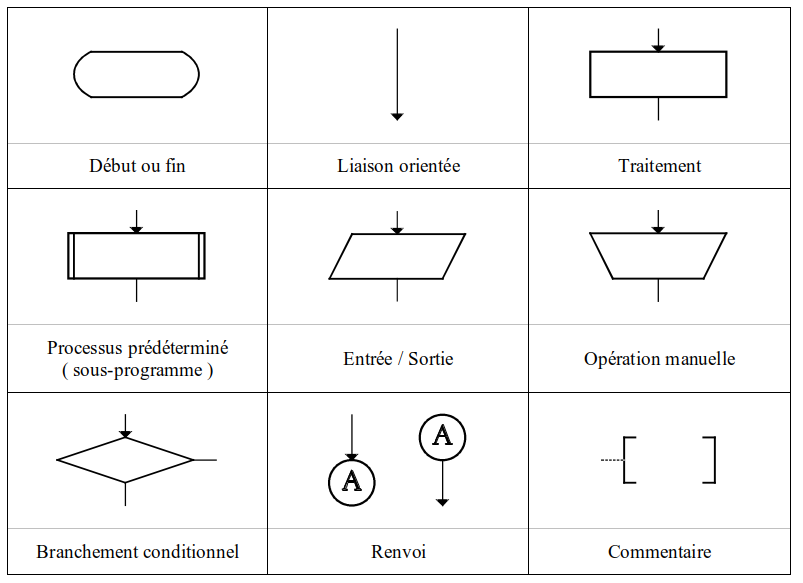 Début ou fin
Liaison orientée
Traitement
Processus prédéterminé
( sous-programme )
Entrée / Sortie
Opération manuelle
A
A
Branchement conditionnel
Renvoi
Commentaire